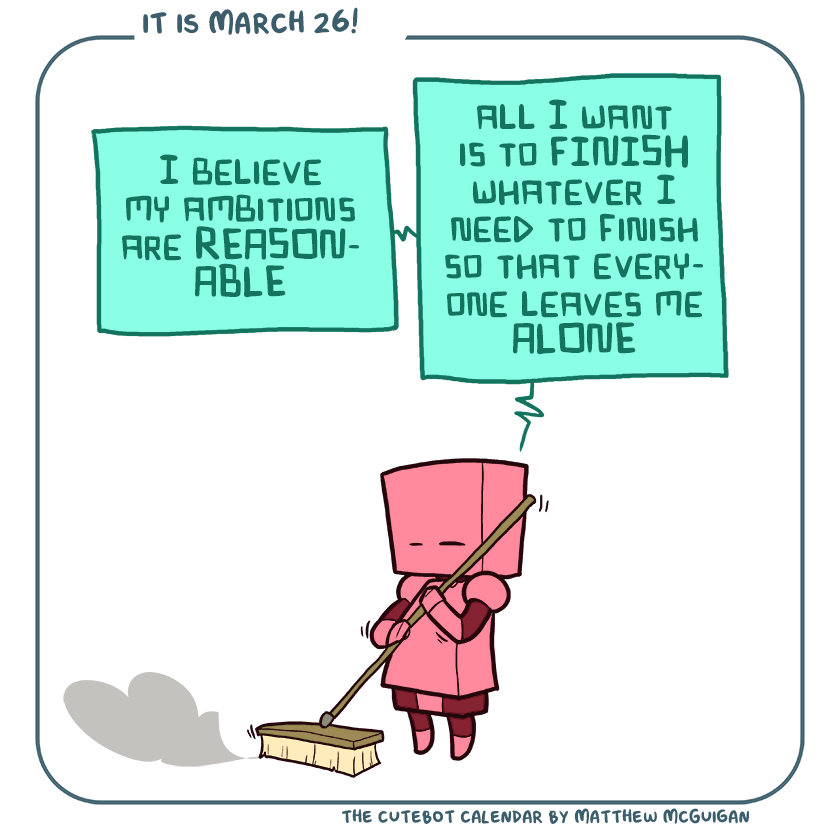 IT IS MARCH 26!
I BELIEVE
MY AMBITIONS
ARE REASON-
ABLE
ALL I WANT
IS TO FINISH
WHATEVER I
NEED TO FINISH
SO THAT EVERY-
ONE LEAVES ME
ALONE
THE CUTEBOT CALENDAR BY MATTHEW MCGUIGAN